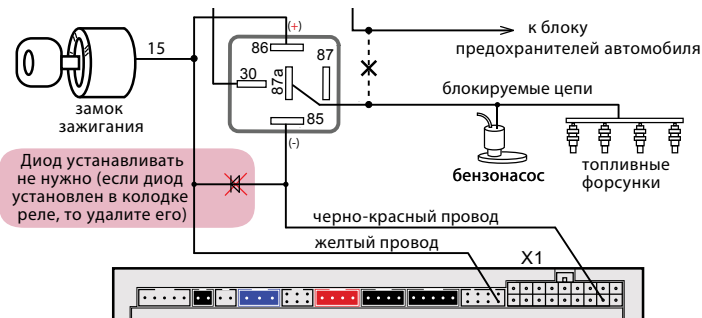 (+)
к блоку
предохранителей автомобиля
15
86
87
30
87a
блокируемые цепи
замок
зажигания
85
(-)
бензонасос
топливные
форсунки
Диод устанавливать
не нужно (если диод
установлен в колодке
реле, то удалите его)
черно-красный провод
желтый провод
X1